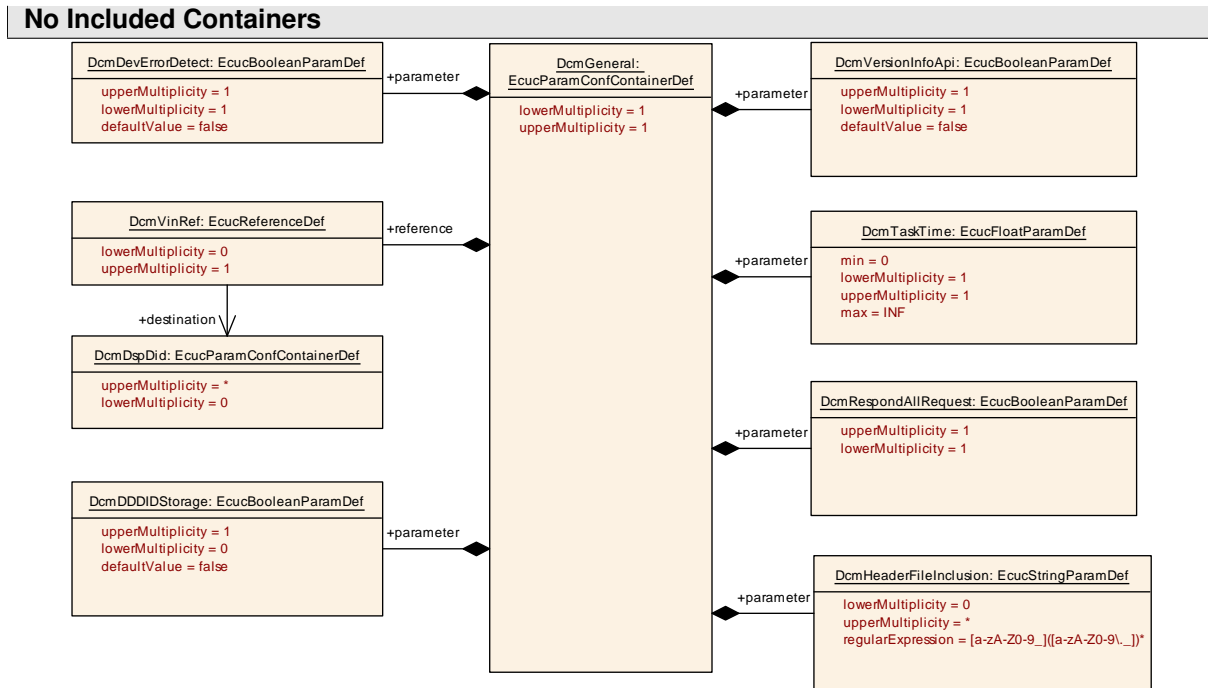 No Included Containers
DcmDevErrorDetect: EcucBooleanParamDef
upperMultiplicity = 1
lowerMultiplicity = 1
defaultValue = false
+parameter
DcmGeneral:
EcucParamConfContainerDef
lowerMultiplicity = 1
upperMultiplicity = 1
+parameter
DcmVersionInfoApi: EcucBooleanParamDef
upperMultiplicity = 1
lowerMultiplicity = 1
defaultValue = false
DcmVinRef: EcucReferenceDef
lowerMultiplicity = 0
upperMultiplicity = 1
+reference
+destination
DcmDspDid: EcucParamConfContainerDef
upperMultiplicity = *
lowerMultiplicity = 0
+parameter
DcmTaskTime: EcucFloatParamDef
min = 0
lowerMultiplicity = 1
upperMultiplicity = 1
max = INF
+parameter
DcmRespondAllRequest: EcucBooleanParamDef
upperMultiplicity = 1
lowerMultiplicity = 1
DcmDDDIDStorage: EcucBooleanParamDef
upperMultiplicity = 1
lowerMultiplicity = 0
defaultValue = false
+parameter
+parameter
DcmHeaderFileInclusion: EcucStringParamDef
lowerMultiplicity = 0
upperMultiplicity = *
regularExpression = [a-zA-Z0-9_]([a-zA-Z0-9\._])*